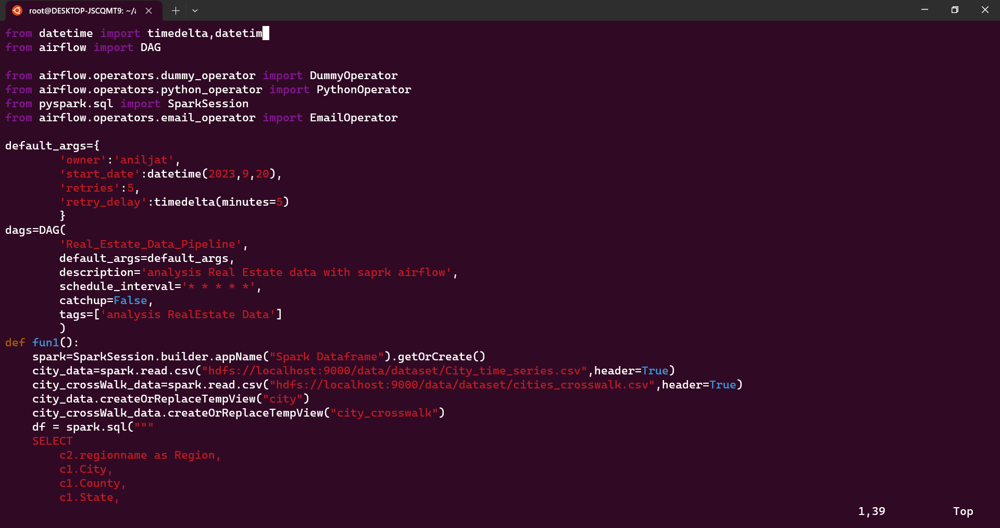 root@DESKTOP-JSCQMT9: ~/a
from datetime import timedelta,datetim
from airflow import DAG
from airflow.operators.dummy_operator import DummyOperator
from airflow.operators.python_operator import PythonOperator
from pyspark.sql import SparkSession
from airflow.operators.email_operator import EmailOperator
default_args={
        'owner':'aniljat',
        'start_date':datetime(2023,9,20),
        'retries':5,
        'retry_delay':timedelta(minutes=5)
        }
dags=DAG(
        'Real_Estate_Data_Pipeline',
        default_args=default_args,
        description='analysis Real Estate data with saprk airflow',
        schedule_interval='* * * * *',
        catchup=False,
        tags=['analysis RealEstate Data']
        )
def fun1():
    spark=SparkSession.builder.appName("Spark Dataframe").getOrCreate()
    city_data=spark.read.csv("hdfs://localhost:9000/data/dataset/City_time_series.csv",header=True)
    city_crossWalk_data=spark.read.csv("hdfs://localhost:9000/data/dataset/cities_crosswalk.csv",header=True)
    city_data.createOrReplaceTempView("city")
    city_crossWalk_data.createOrReplaceTempView("city_crosswalk")
    df = spark.sql("""
    SELECT
        c2.regionname as Region,
        c1.City,
        c1.County,
        c1.State,
1,39 Top